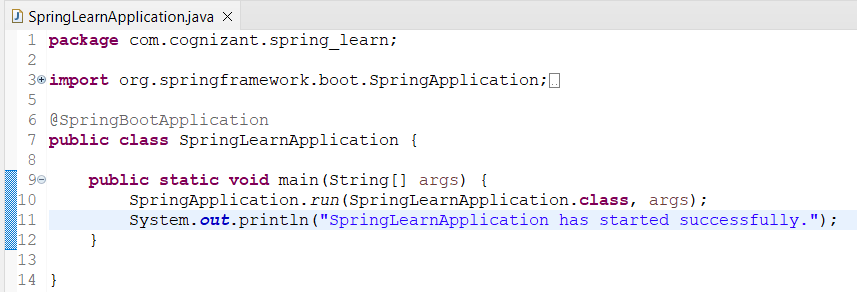 SpringLearnApplication.java
1 package com.cognizant.spring_learn;
2
3 import org.springframework.boot.SpringApplication;
5
6 @SpringBootApplication
7 public class SpringLearnApplication {
8
9     public static void main(String[] args) {
10         SpringApplication.run(SpringLearnApplication.class, args);
11         System.out.println("SpringLearnApplication has started successfully.");
12     }
13
14 }